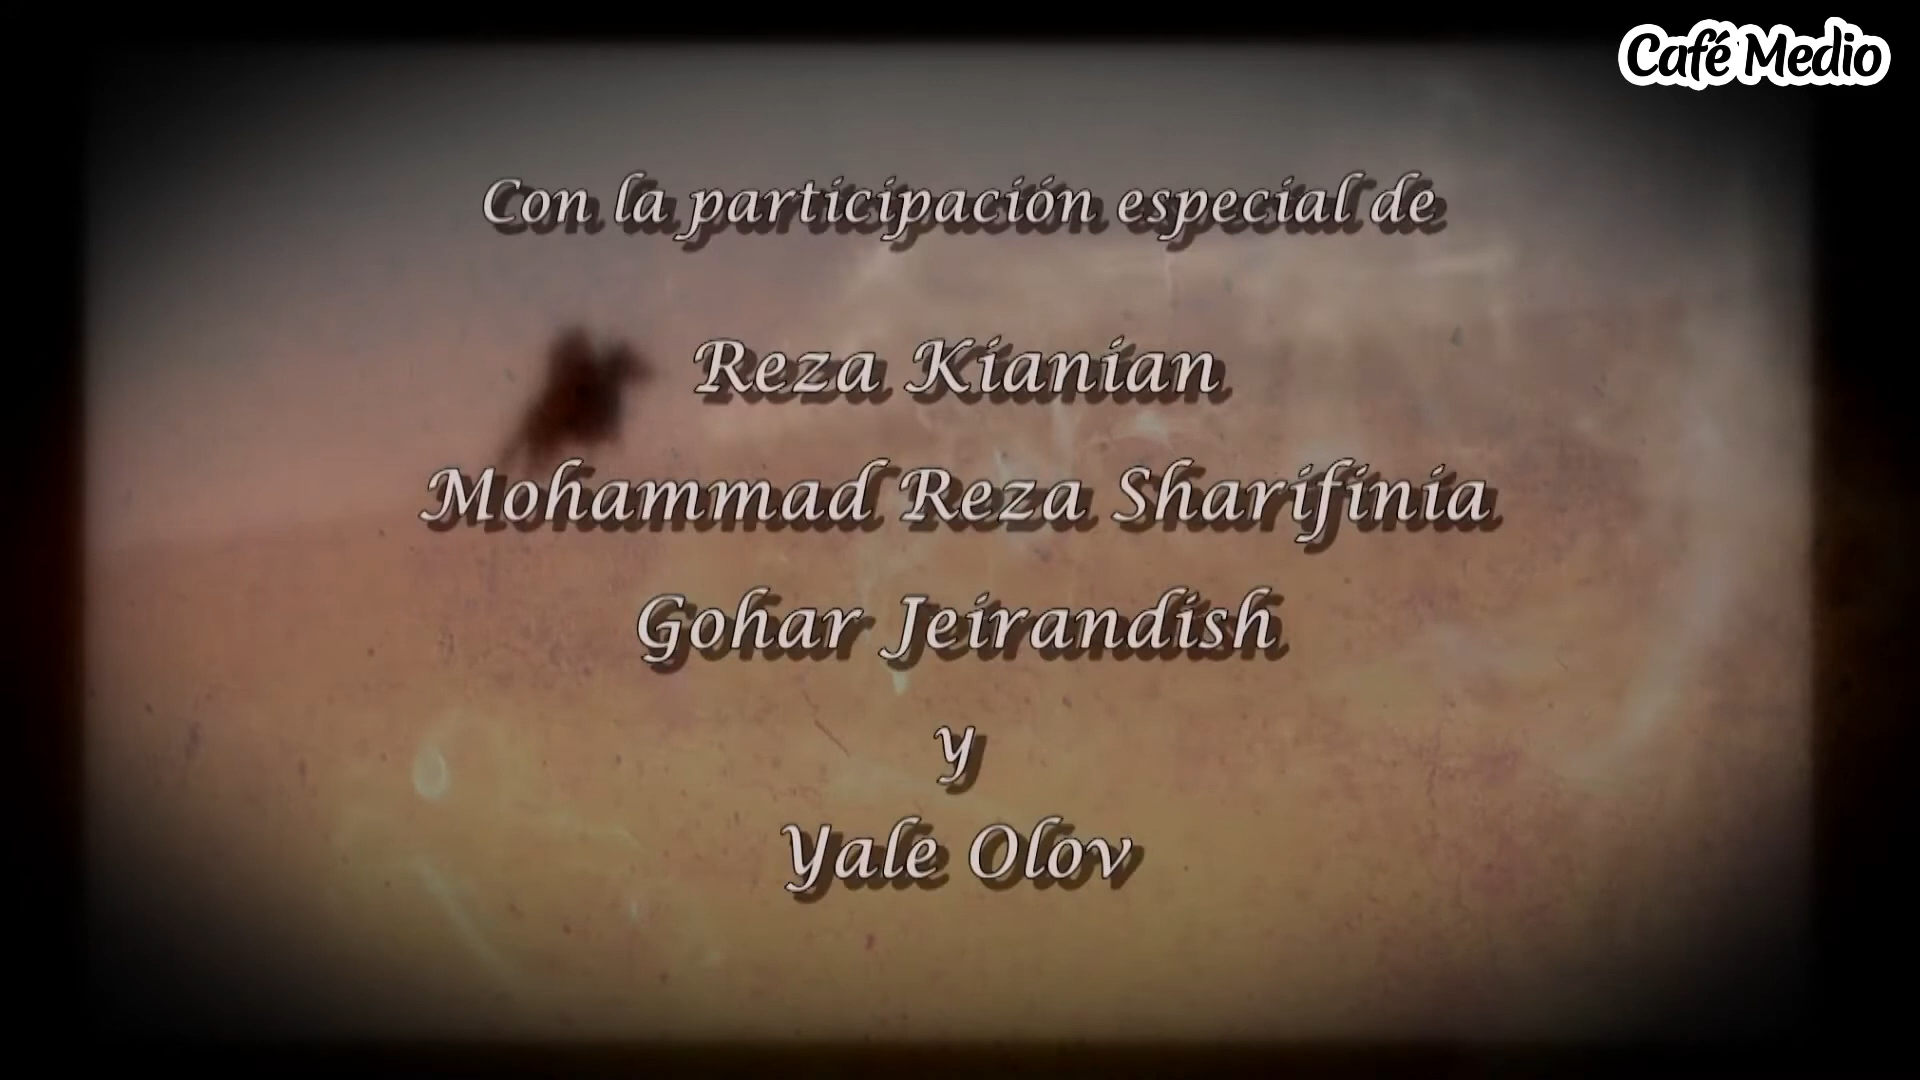 Café Medio
Con la participación especial de
Reza Kianian
Mohammad Reza Sharifinia
Gohar Jeirandish
y
Yale Olov